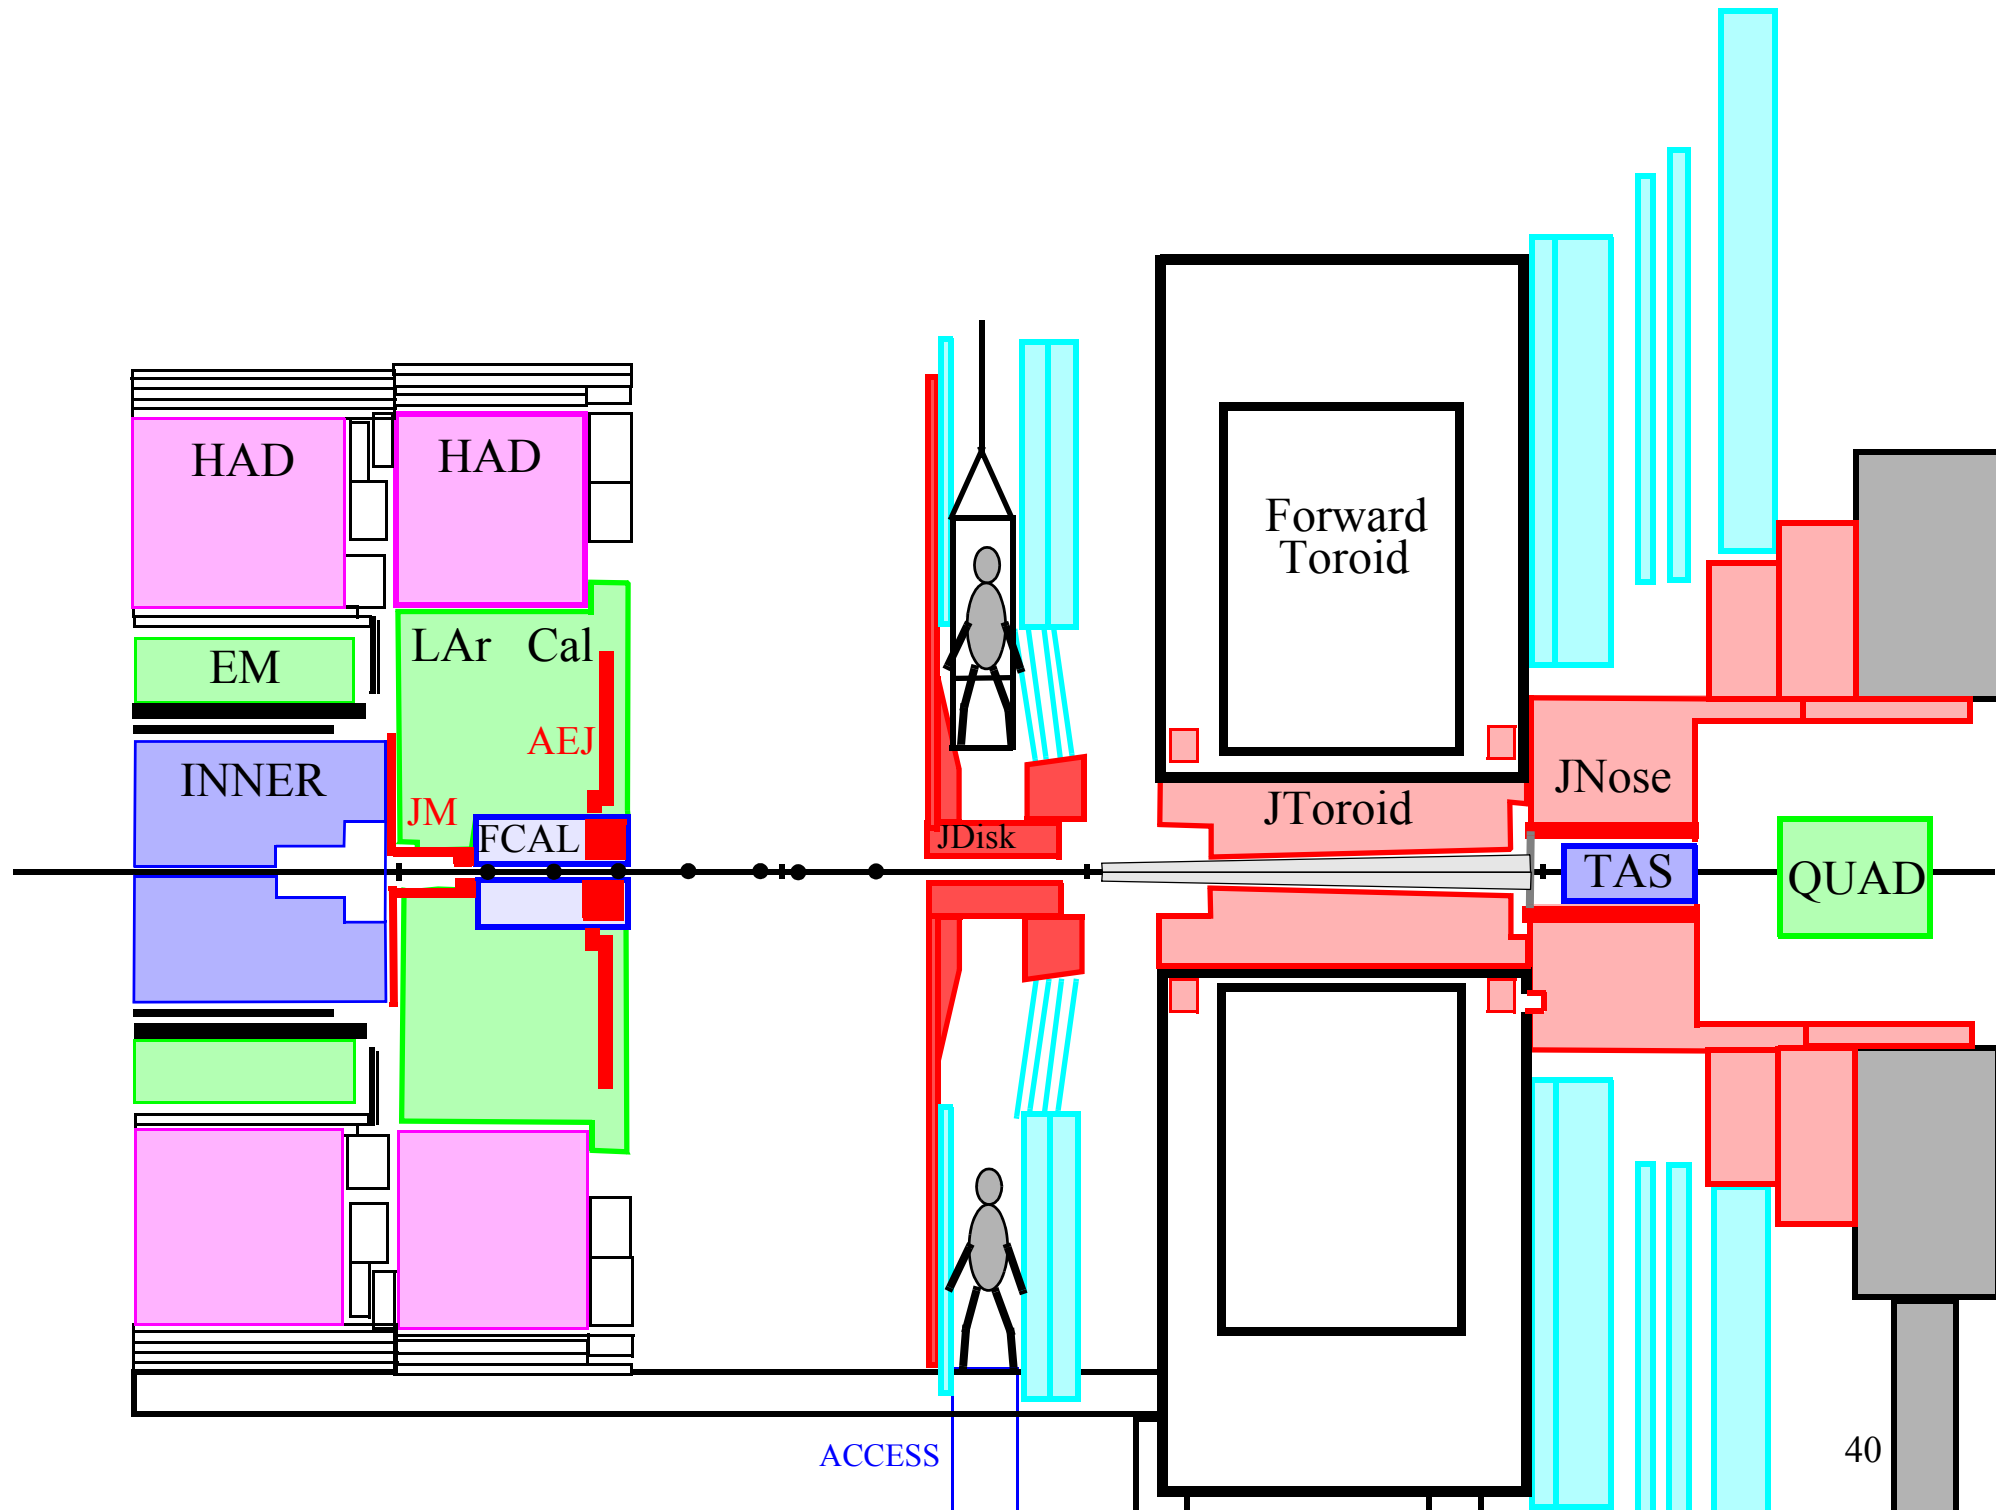 HAD
HAD
Forward
Toroid
LAr Cal
EM
AEJ
INNER
JM
FCAL
JDisk
JToroid
JNose
TAS
QUAD
ACCESS
40